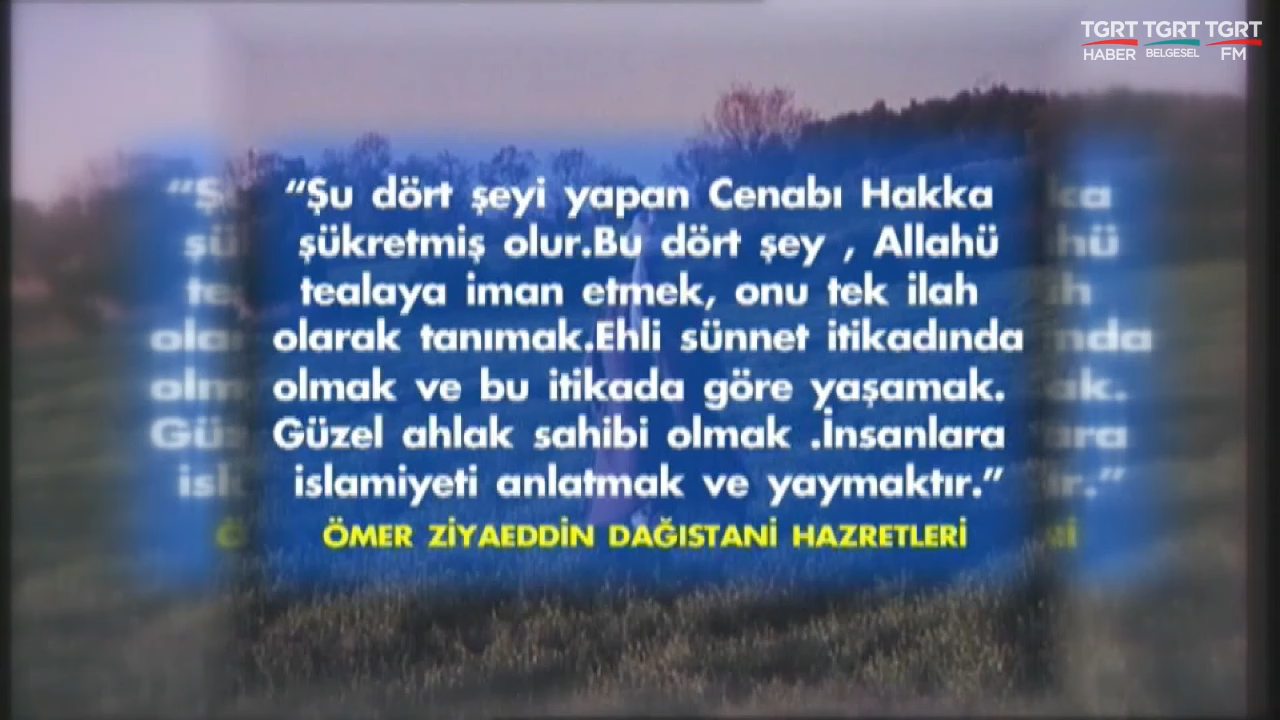 TGRT TGRT TGRT
HABER BELGESEL FM
“Şu dört şeyi yapan Cenabı Hakka
şükretmiş olur.Bu dört şey , Allahü
tealaya iman etmek, onu tek ilah
olarak tanımak.Ehli sünnet itikadında
olmak ve bu itikada göre yaşamak.
Güzel ahlak sahibi olmak .İnsanlara
islamiyeti anlatmak ve yaymaktır.”
ÖMER ZİYAEDDİN DAĞISTANİ HAZRETLERİ